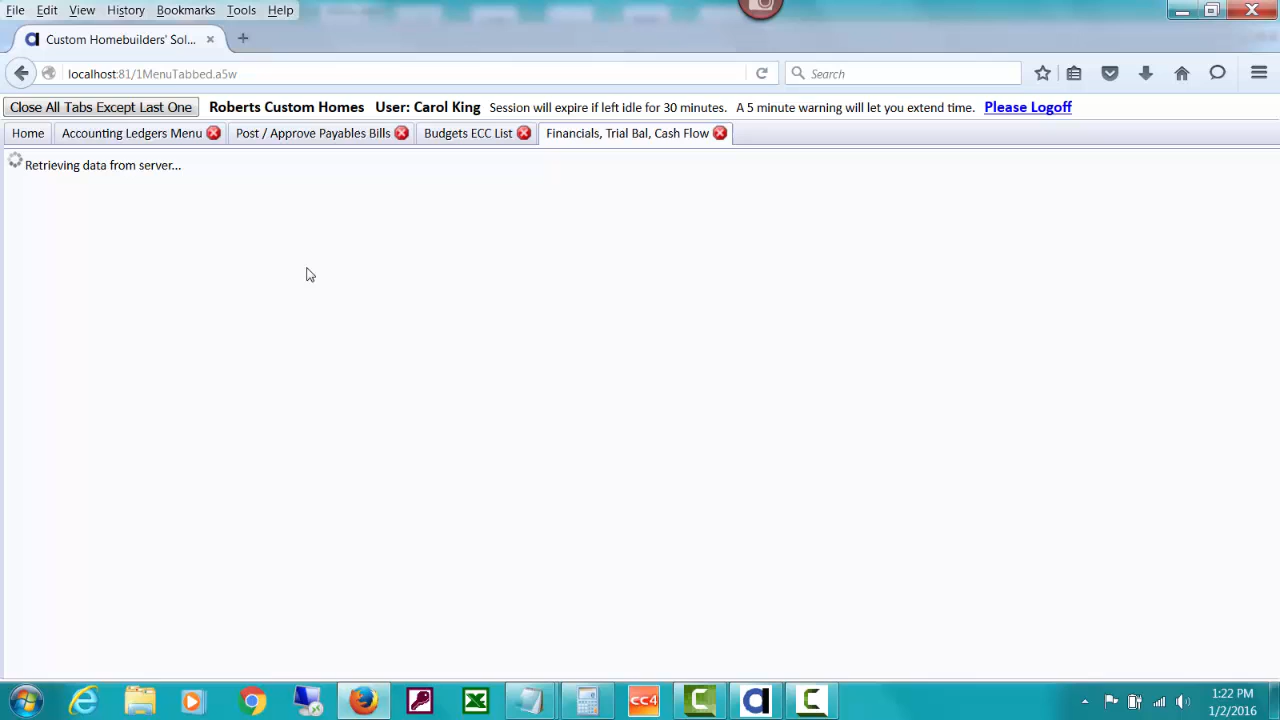 File Edit View History Bookmarks Tools Help
Custom Homebuilders' Sol...
localhost:81/1MenuTabbed.a5w
Search
Close All Tabs Except Last One Roberts Custom Homes User: Carol King Session will expire if left idle for 30 minutes. A 5 minute warning will let you extend time. Please Logoff
Home Accounting Ledgers Menu Post / Approve Payables Bills Budgets ECC List Financials, Trial Bal, Cash Flow
Retrieving data from server...
CC4
1:22 PM
1/2/2016